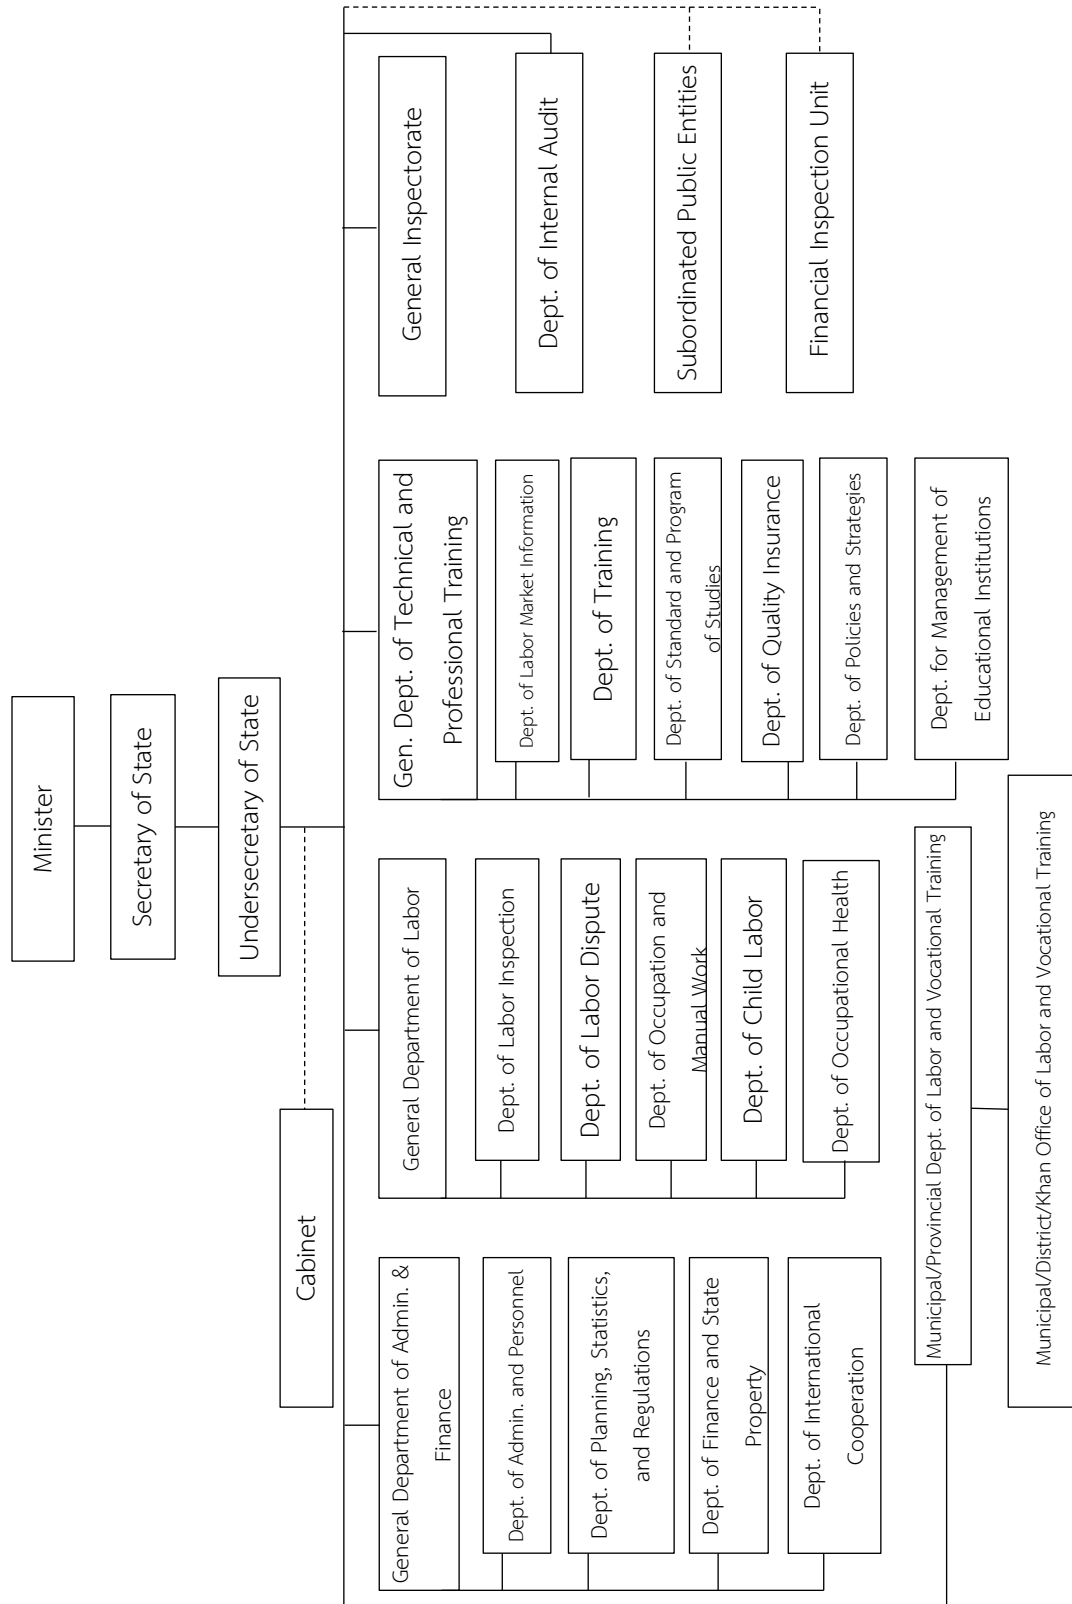 Minister
Secretary of State
Undersecretary of State
Cabinet
General Department of Admin. &
Finance
Dept. of Admin. and Personnel
Dept. of Planning, Statistics,
and Regulations
Dept. of Finance and State
Property
Dept. of International
Cooperation
General Department of Labor
Dept. of Labor Inspection
Dept. of Labor Dispute
Dept. of Occupation and
Manual Work
Dept. of Child Labor
Dept. of Occupational Health
Gen. Dept. of Technical and
Professional Training
Dept. of Labor Market Information
Dept. of Training
Dept. of Standard and Program
of Studies
Dept. of Quality Insurance
Dept. of Policies and Strategies
Dept. for Management of
Educational Institutions
General Inspectorate
Dept. of Internal Audit
Subordinated Public Entities
Financial Inspection Unit
Municipal/Provincial Dept. of Labor and Vocational Training
Municipal/District/Khan Office of Labor and Vocational Training